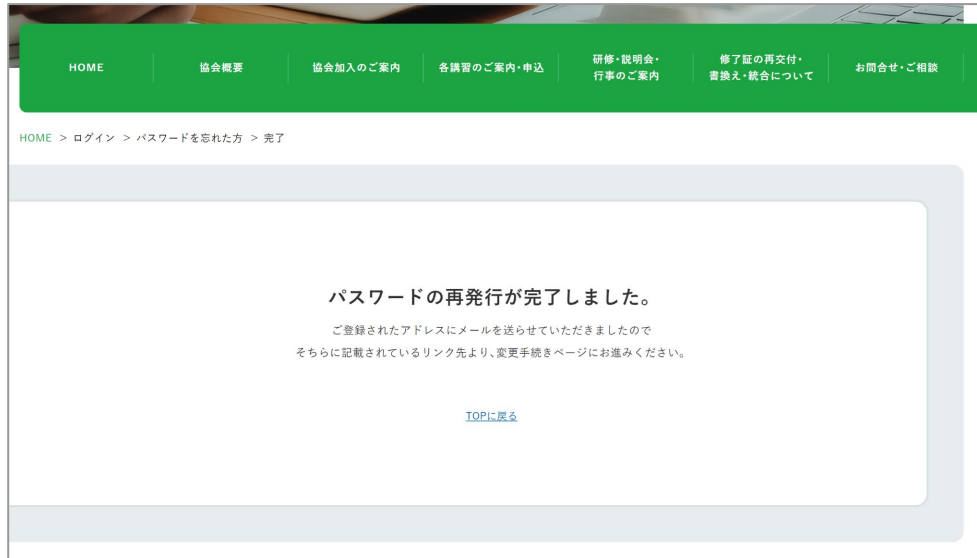 HOME
協会概要
協会加入のご案内
各講習のご案内・申込
研修・説明会・
行事のご案内
修了証の再交付・
書換え・統合について
お問合せ・ご相談
HOME > ログイン > パスワードを忘れた方 > 完了
パスワードの再発行が完了しました。
ご登録されたアドレスにメールを送らせていただきましたので
そちらに記載されているリンク先より、変更手続きページにお進みください。
TOPに戻る